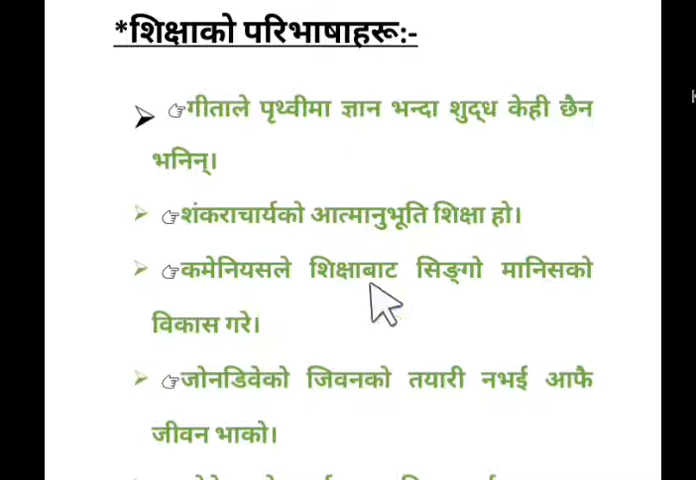 *शिक्षाको परिभाषाहरू:-
➢ 👉गीताले पृथ्वीमा ज्ञान भन्दा शुद्ध केही छैन
भनिन्।
➢ 👉शंकराचार्यको आत्मानुभूति शिक्षा हो।
➢ 👉कमेनियसले शिक्षाबाट सिङ्गो मानिसको
विकास गरे।
➢ 👉जोनडिवेको जिवनको तयारी नभई आफै
जीवन भाको।